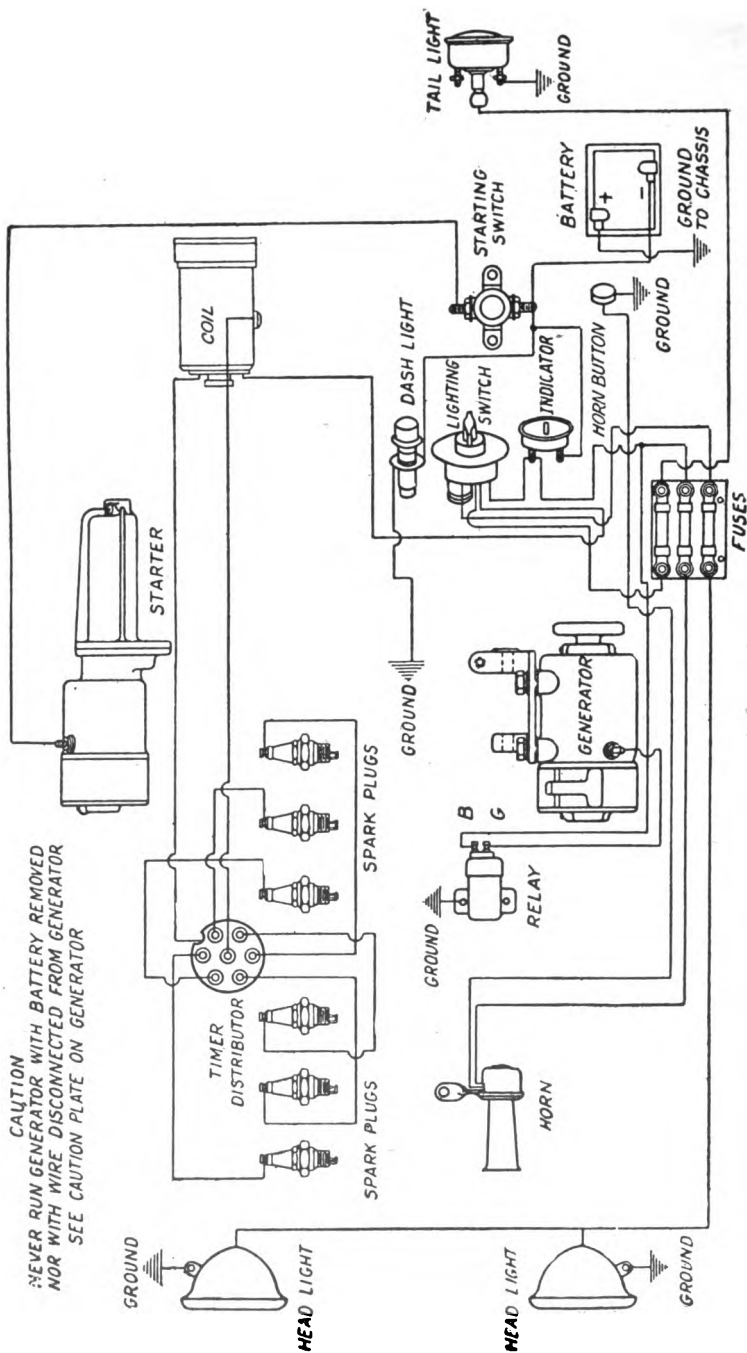 CAUTION
NEVER RUN GENERATOR WITH BATTERY REMOVED
NOR WITH WIRE DISCONNECTED FROM GENERATOR
SEE CAUTION PLATE ON GENERATOR
STARTER
COIL
TAIL LIGHT
GROUND
STARTING
SWITCH
BATTERY
+
-
GROUND
TO CHASSIS
DASH LIGHT
LIGHTING
SWITCH
INDICATOR
HORN BUTTON
GROUND
GROUND
TIMER
DISTRIBUTOR
SPARK PLUGS
SPARK PLUGS
GROUND
RELAY
B
G
GENERATOR
FUSES
HORN
GROUND
HEAD LIGHT
HEAD LIGHT
GROUND